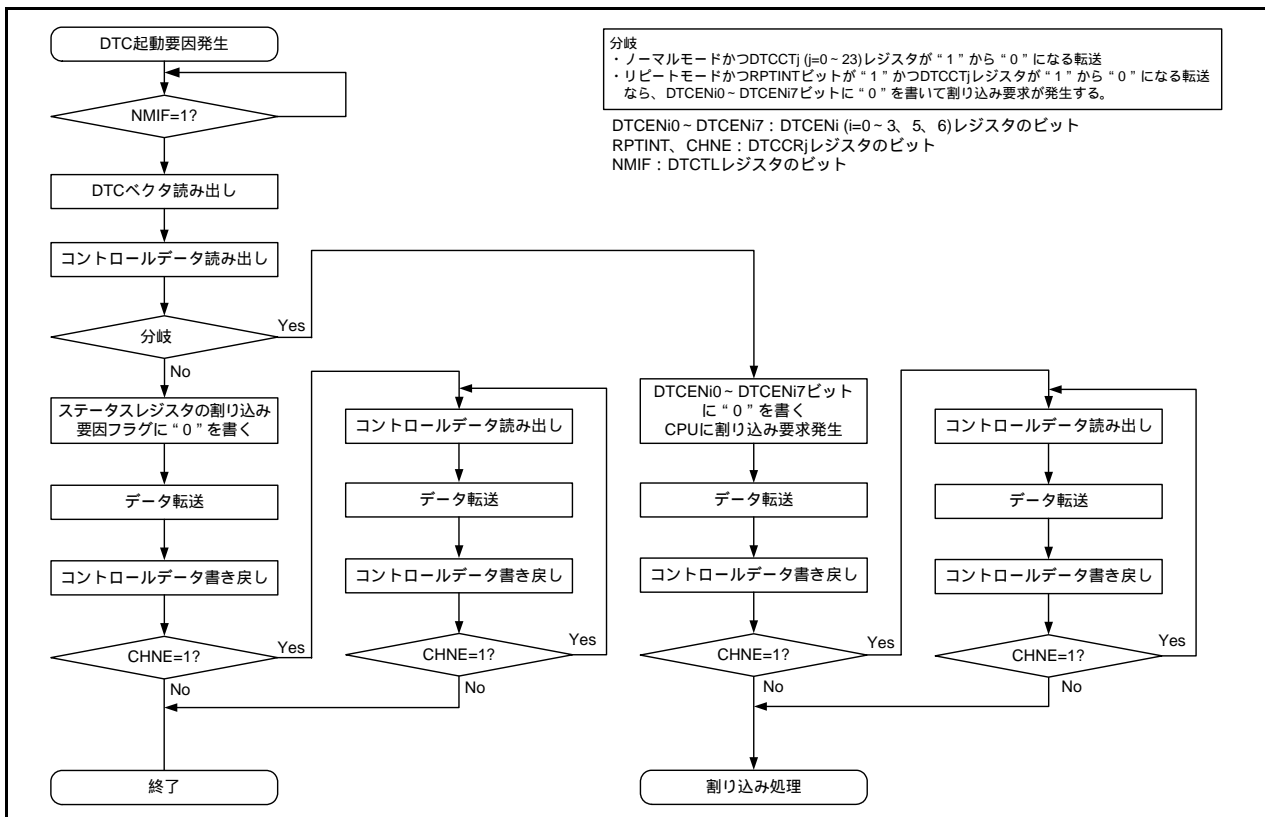 DTC起動要因発生
NMIF=1?
DTCベクタ読み出し
コントロールデータ読み出し
分岐
Yes
No
ステータスレジスタの割り込み
要因フラグに“0”を書く
データ転送
コントロールデータ書き戻し
CHNE=1?
Yes
No
終了
コントロールデータ読み出し
データ転送
コントロールデータ書き戻し
CHNE=1?
Yes
No
分岐
・ノーマルモードかつDTCCTj (j=0~23)レジスタが“1”から“0”になる転送
・リピートモードかつRPTINTビットが“1”かつDTCCTjレジスタが“1”から“0”になる転送
なら、DTCENi0~DTCENi7ビットに“0”を書いて割り込み要求が発生する。
DTCENi0~DTCENi7：DTCENi (i=0~3、5、6)レジスタのビット
RPTINT、CHNE：DTCCRjレジスタのビット
NMIF：DTCTLレジスタのビット
DTCENi0~DTCENi7ビット
に“0”を書く
CPUに割り込み要求発生
データ転送
コントロールデータ書き戻し
CHNE=1?
Yes
No
割り込み処理
コントロールデータ読み出し
データ転送
コントロールデータ書き戻し
CHNE=1?
Yes
No